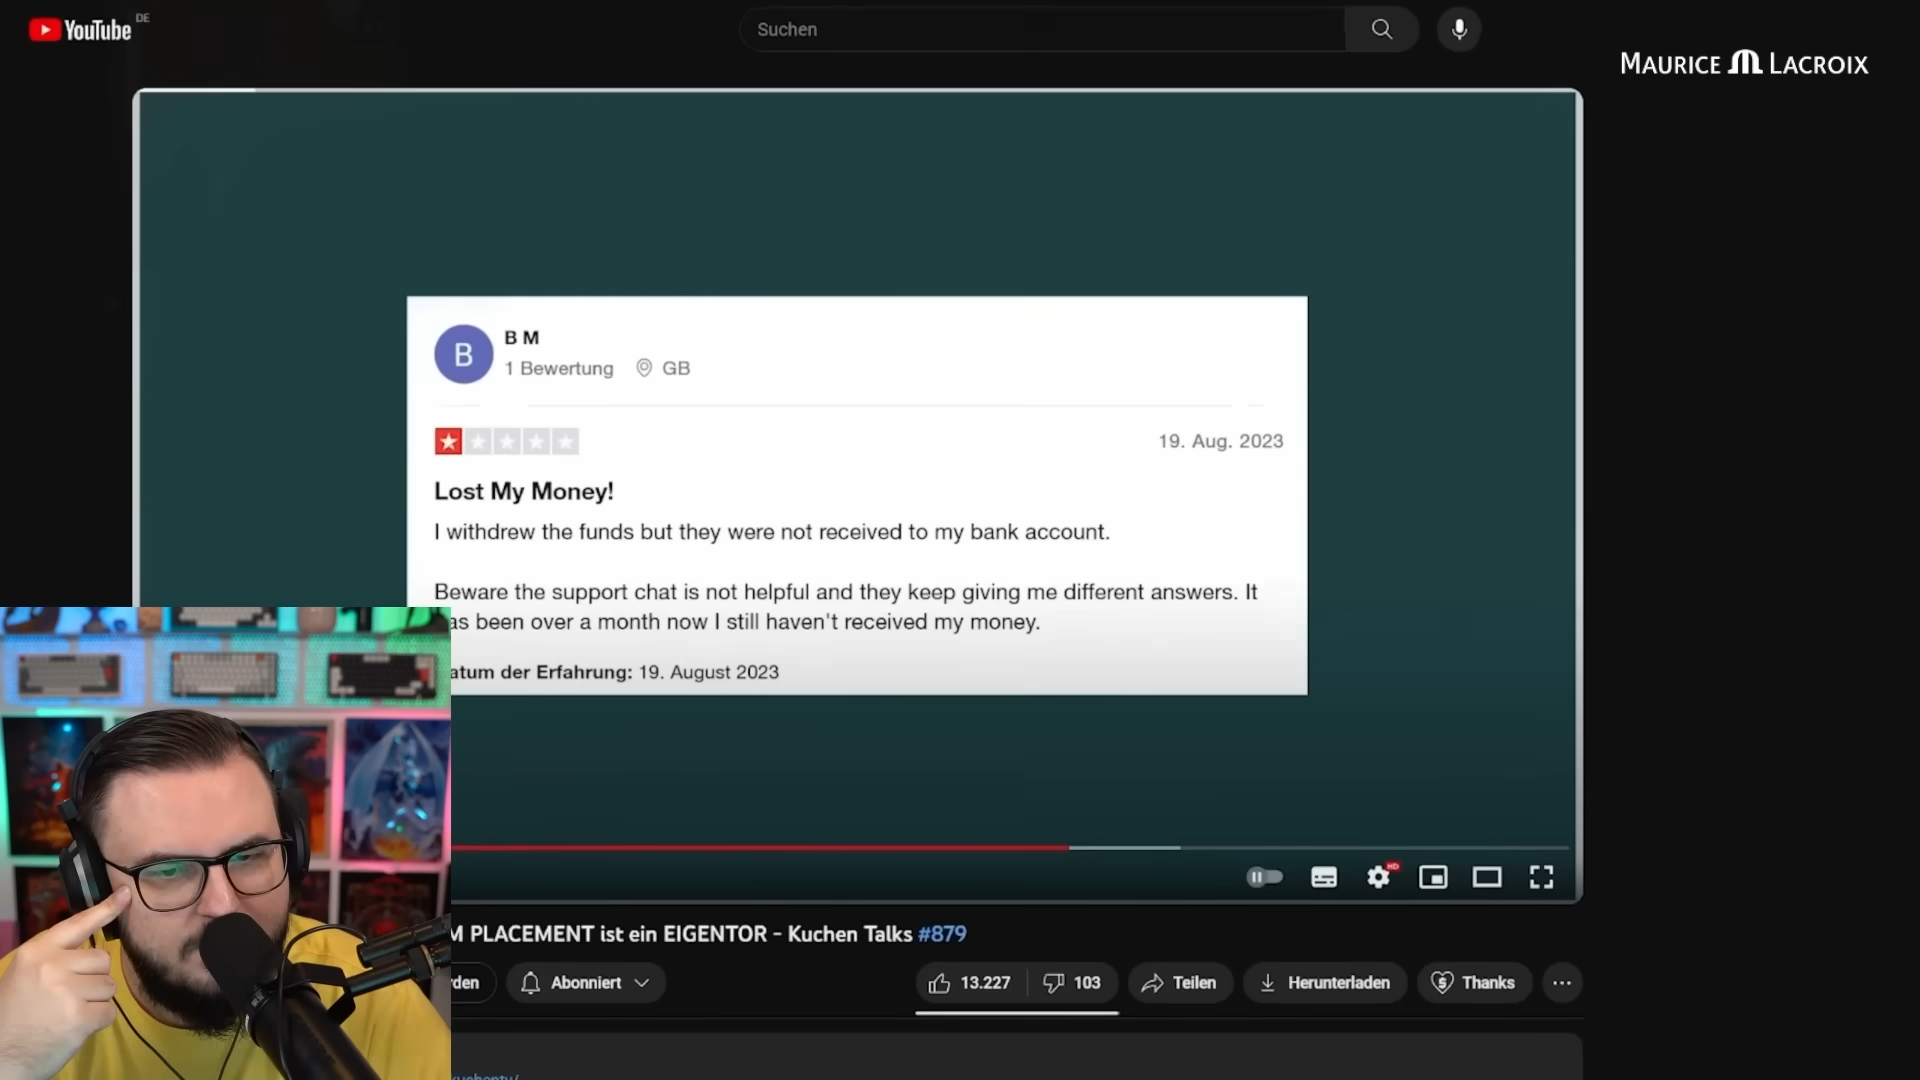 YouTube DE
Suchen
MAURICE LACROIX
B
B M
1 Bewertung GB
19. Aug. 2023
Lost My Money!
I withdrew the funds but they were not received to my bank account.
Beware the support chat is not helpful and they keep giving me different answers. It
as been over a month now I still haven't received my money.
atum der Erfahrung: 19. August 2023
HD
M PLACEMENT ist ein EIGENTOR - Kuchen Talks #879
rden
Abonniert
13.227
103
Teilen
Herunterladen
Thanks